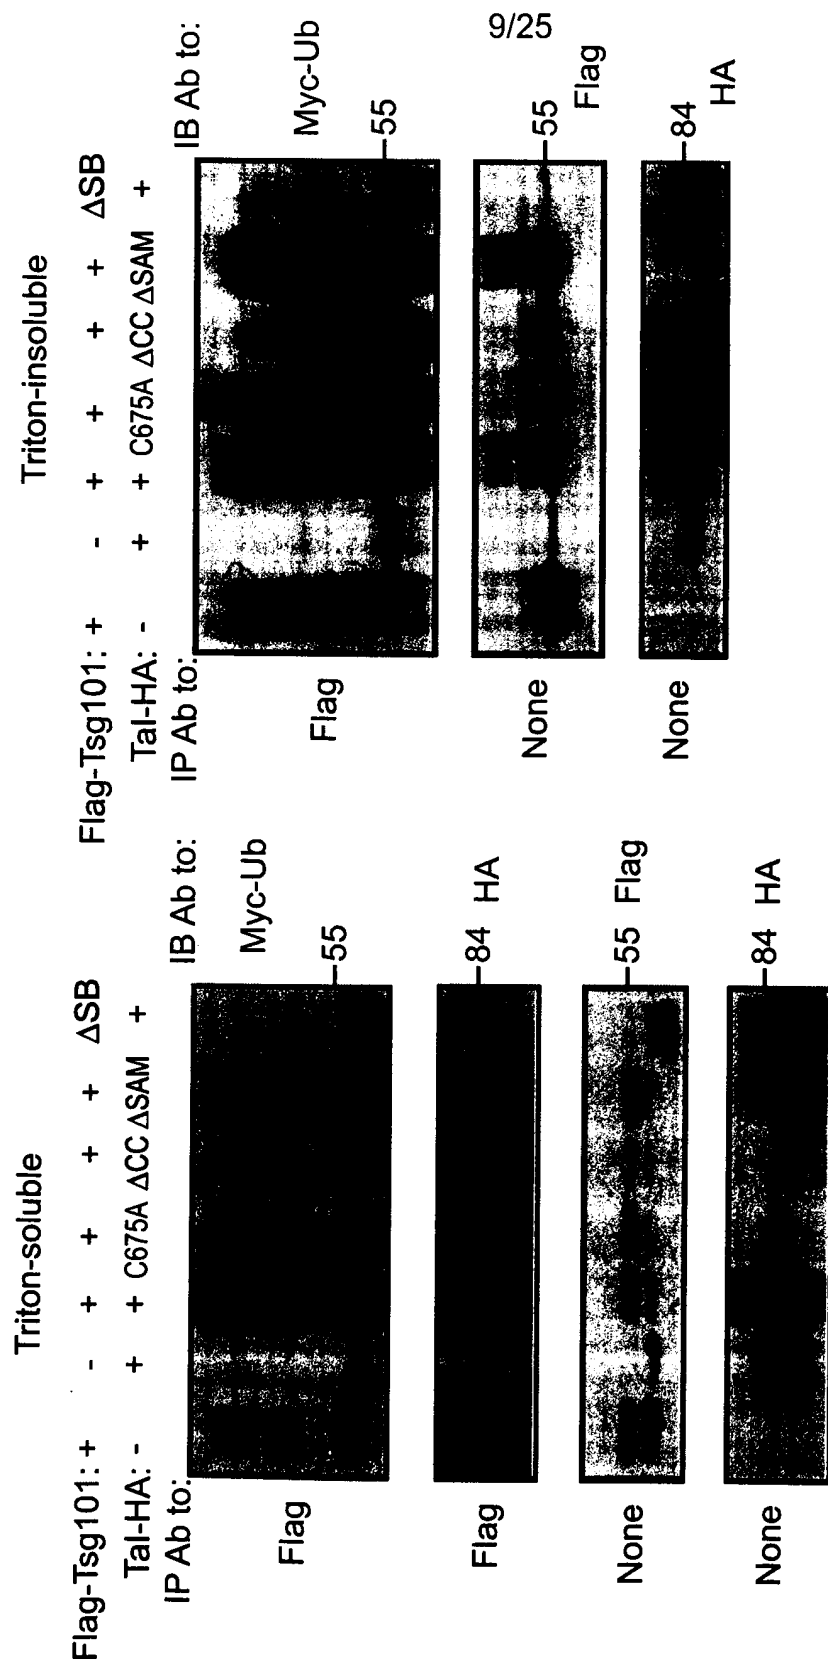 9/25
Triton-soluble
Flag-Tsg101: + - + + + + ΔSB
Tal-HA: - + + C675A ΔCC ΔSAM +
IP Ab to:
IB Ab to:
Flag
Myc-Ub
-55
Flag
-84 HA
None
-55 Flag
None
-84 HA
Triton-insoluble
Flag-Tsg101: + - + + + + ΔSB
Tal-HA: - + + C675A ΔCC ΔSAM +
IP Ab to:
IB Ab to:
Flag
Myc-Ub
-55
None
-55
Flag
None
-84
HA